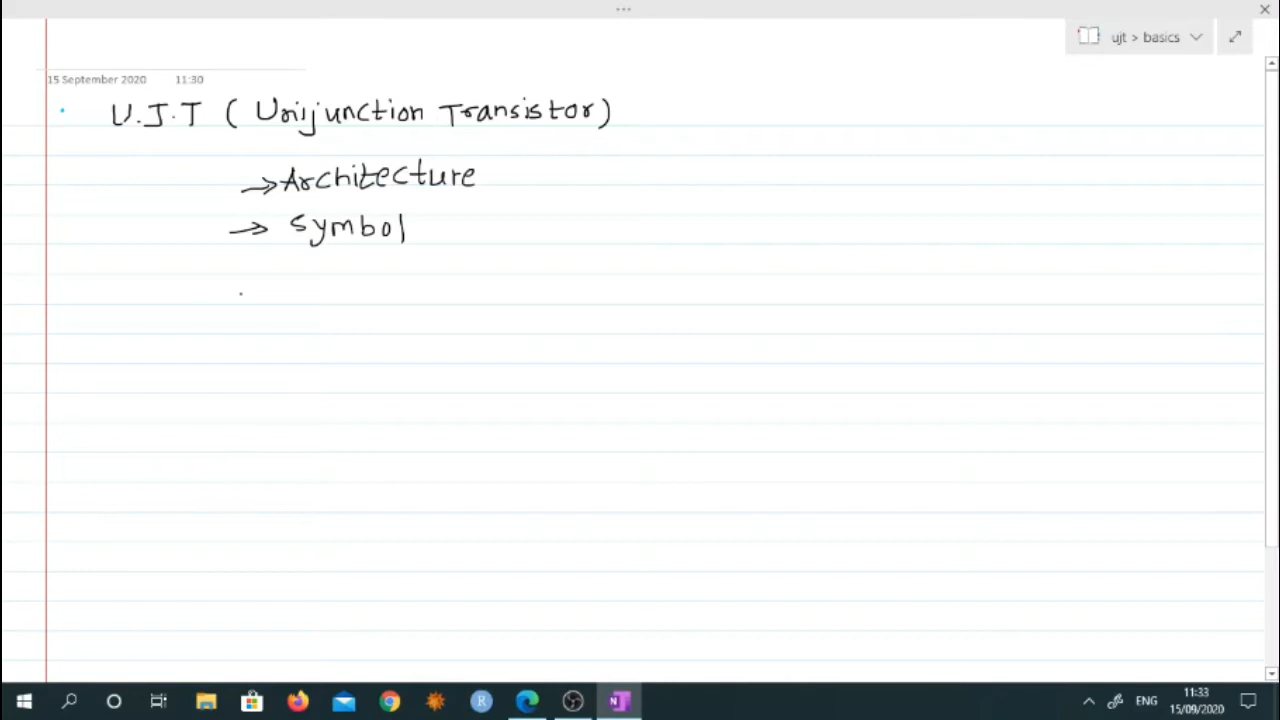 ujt > basics
15 September 2020 11:30
U.J.T ( Unijunction Transistor)
→Architecture
→ Symbol
ENG
11:33
15/09/2020